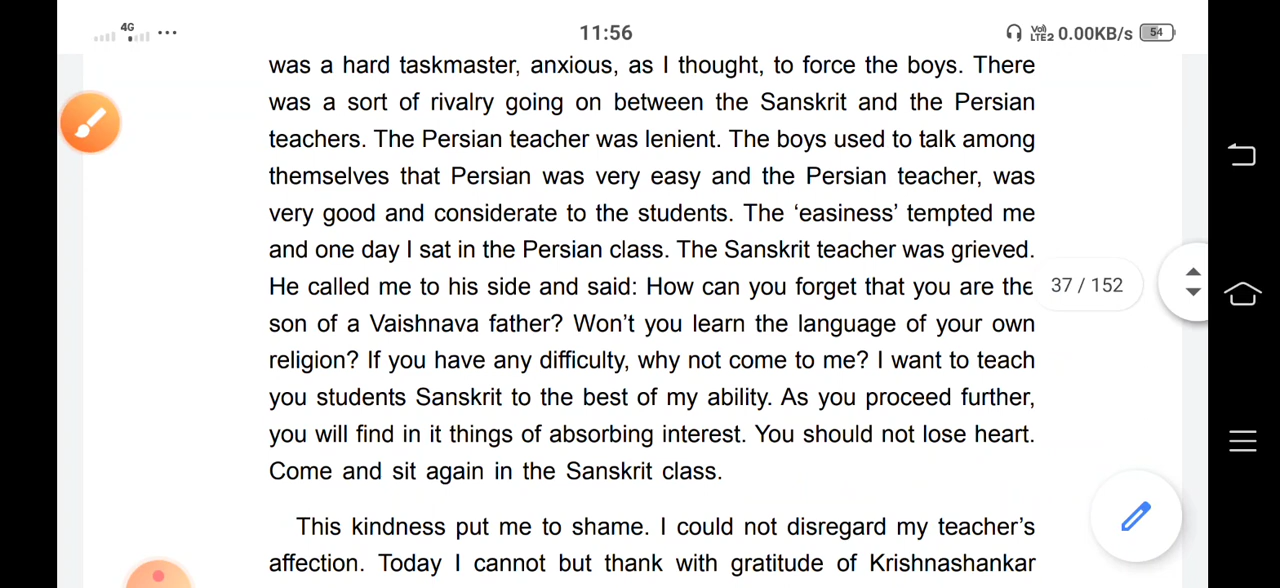 4G ... 11:56 Vo) LTE2 0.00KB/s 54
was a hard taskmaster, anxious, as I thought, to force the boys. There
was a sort of rivalry going on between the Sanskrit and the Persian
teachers. The Persian teacher was lenient. The boys used to talk among
themselves that Persian was very easy and the Persian teacher, was
very good and considerate to the students. The ‘easiness’ tempted me
and one day I sat in the Persian class. The Sanskrit teacher was grieved.
He called me to his side and said: How can you forget that you are the
37 / 152
son of a Vaishnava father? Won’t you learn the language of your own
religion? If you have any difficulty, why not come to me? I want to teach
you students Sanskrit to the best of my ability. As you proceed further,
you will find in it things of absorbing interest. You should not lose heart.
Come and sit again in the Sanskrit class.
This kindness put me to shame. I could not disregard my teacher’s
affection. Today I cannot but thank with gratitude of Krishnashankar